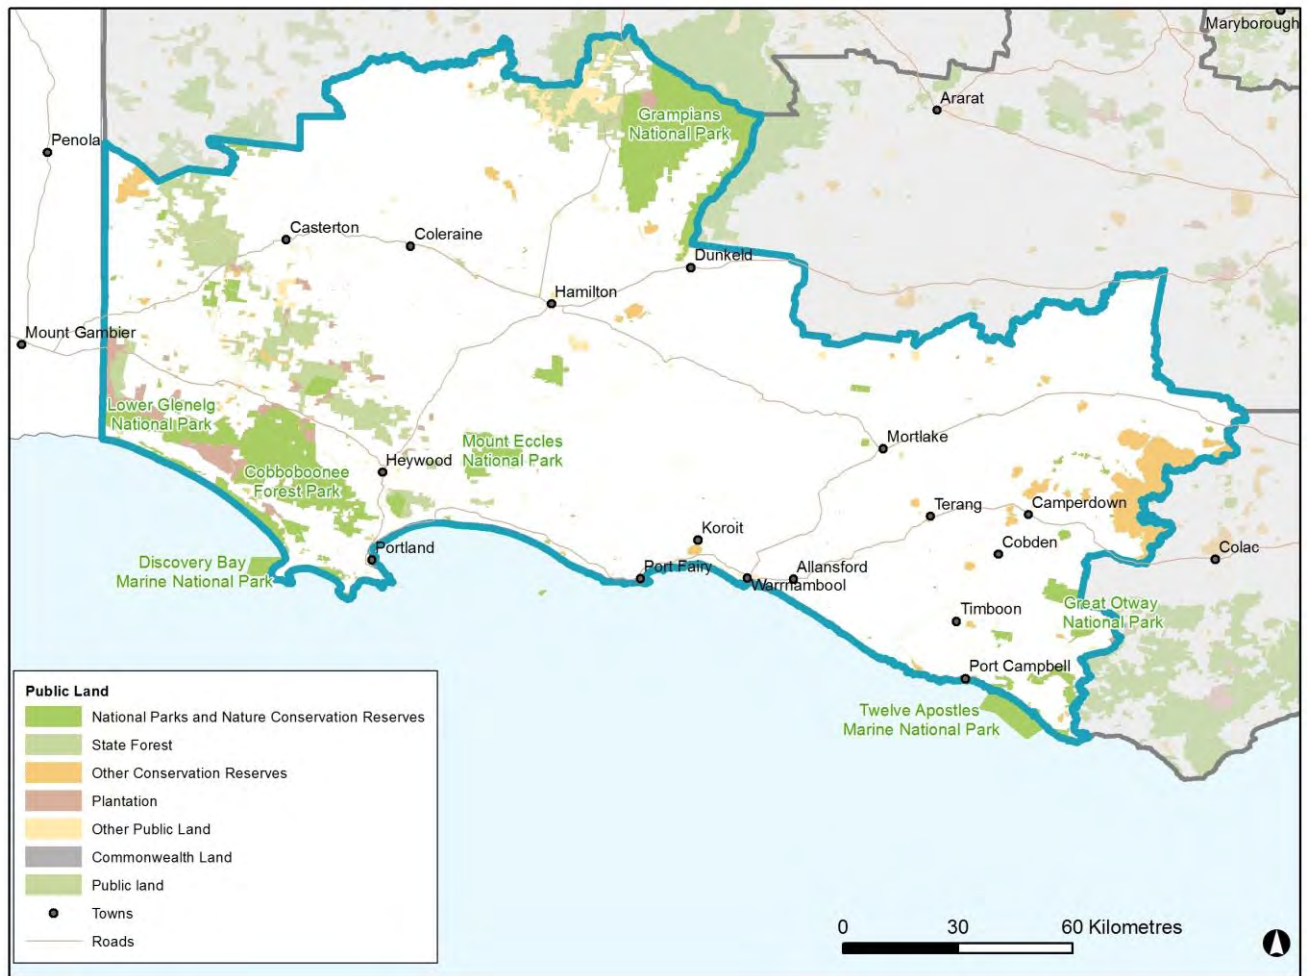 Maryborough
Ararat
Grampians
National Park
Penola
Casterton
Coleraine
Dunkeld
Hamilton
Mount Gambier
Lower Glenelg
National Park
Mount Eccles
National Park
Mortlake
Heywood
Cobboboonee
Forest Park
Terang
Camperdown
Koroit
Cobden
Colac
Portland
Discovery Bay
Marine National Park
Port Fairy
Warrnambool
Allansford
Great Otway
National Park
Timboon
Port Campbell
Twelve Apostles
Marine National Park
Public Land
National Parks and Nature Conservation Reserves
State Forest
Other Conservation Reserves
Plantation
Other Public Land
Commonwealth Land
Public land
Towns
Roads
0 30 60 Kilometres